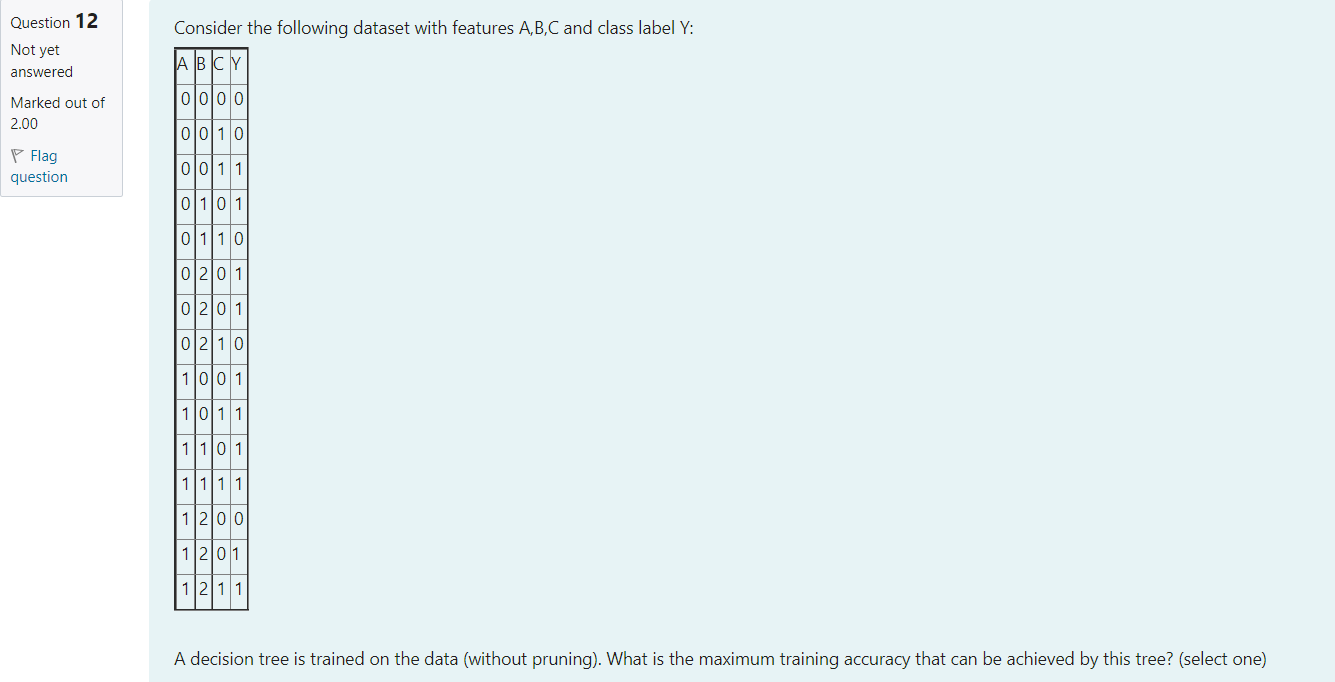 Question 12
Not yet
answered
Marked out of
2.00
Flag
question
Consider the following dataset with features A,B,C and class label Y:
A B C Y
0 0 0 0
0 0 1 0
0 0 1 1
0 1 0 1
0 1 1 0
0 2 0 1
0 2 0 1
0 2 1 0
1 0 0 1
1 0 1 1
1 1 0 1
1 1 1 1
1 2 0 0
1 2 0 1
1 2 1 1
A decision tree is trained on the data (without pruning). What is the maximum training accuracy that can be achieved by this tree? (select one)